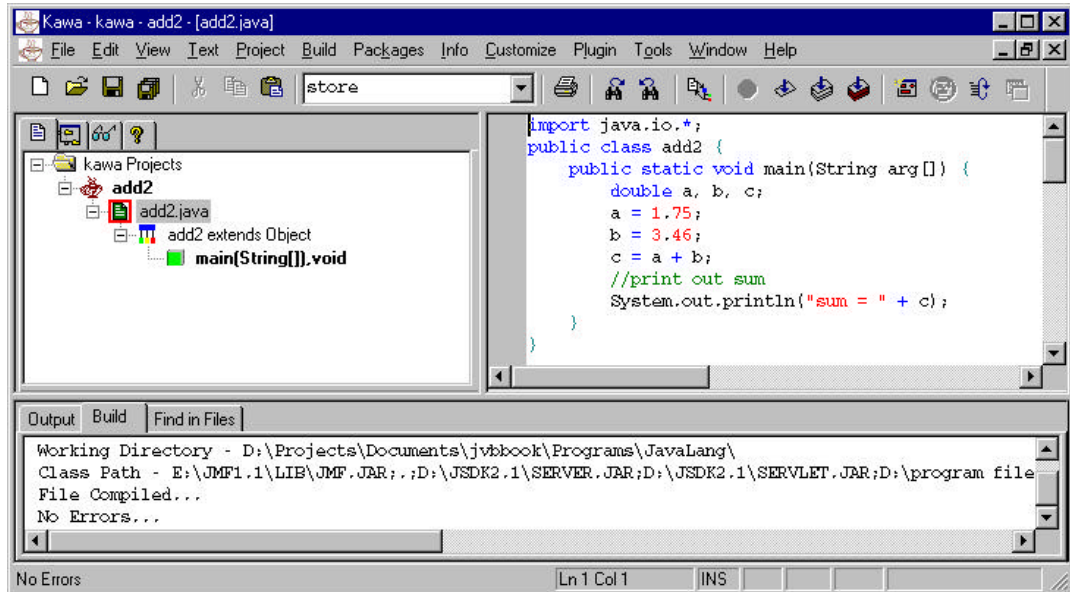 Kawa - kawa - add2 - [add2.java]
File Edit View Text Project Build Packages Info Customize Plugin Tools Window Help
store
kawa Projects
add2
add2.java
add2 extends Object
main(String[]),void
import java.io.*;
public class add2 {
public static void main(String arg[]) {
double a, b, c;
a = 1.75;
b = 3.46;
c = a + b;
//print out sum
System.out.println("sum = " + c);
}
}
Output Build Find in Files
Working Directory - D:\Projects\Documents\jvbbook\Programs\JavaLang\
Class Path - E:\JMF1.1\LIB\JMF.JAR;.;D:\JSDK2.1\SERVER.JAR;D:\JSDK2.1\SERVLET.JAR;D:\program file
File Compiled...
No Errors...
No Errors Ln 1 Col 1 INS